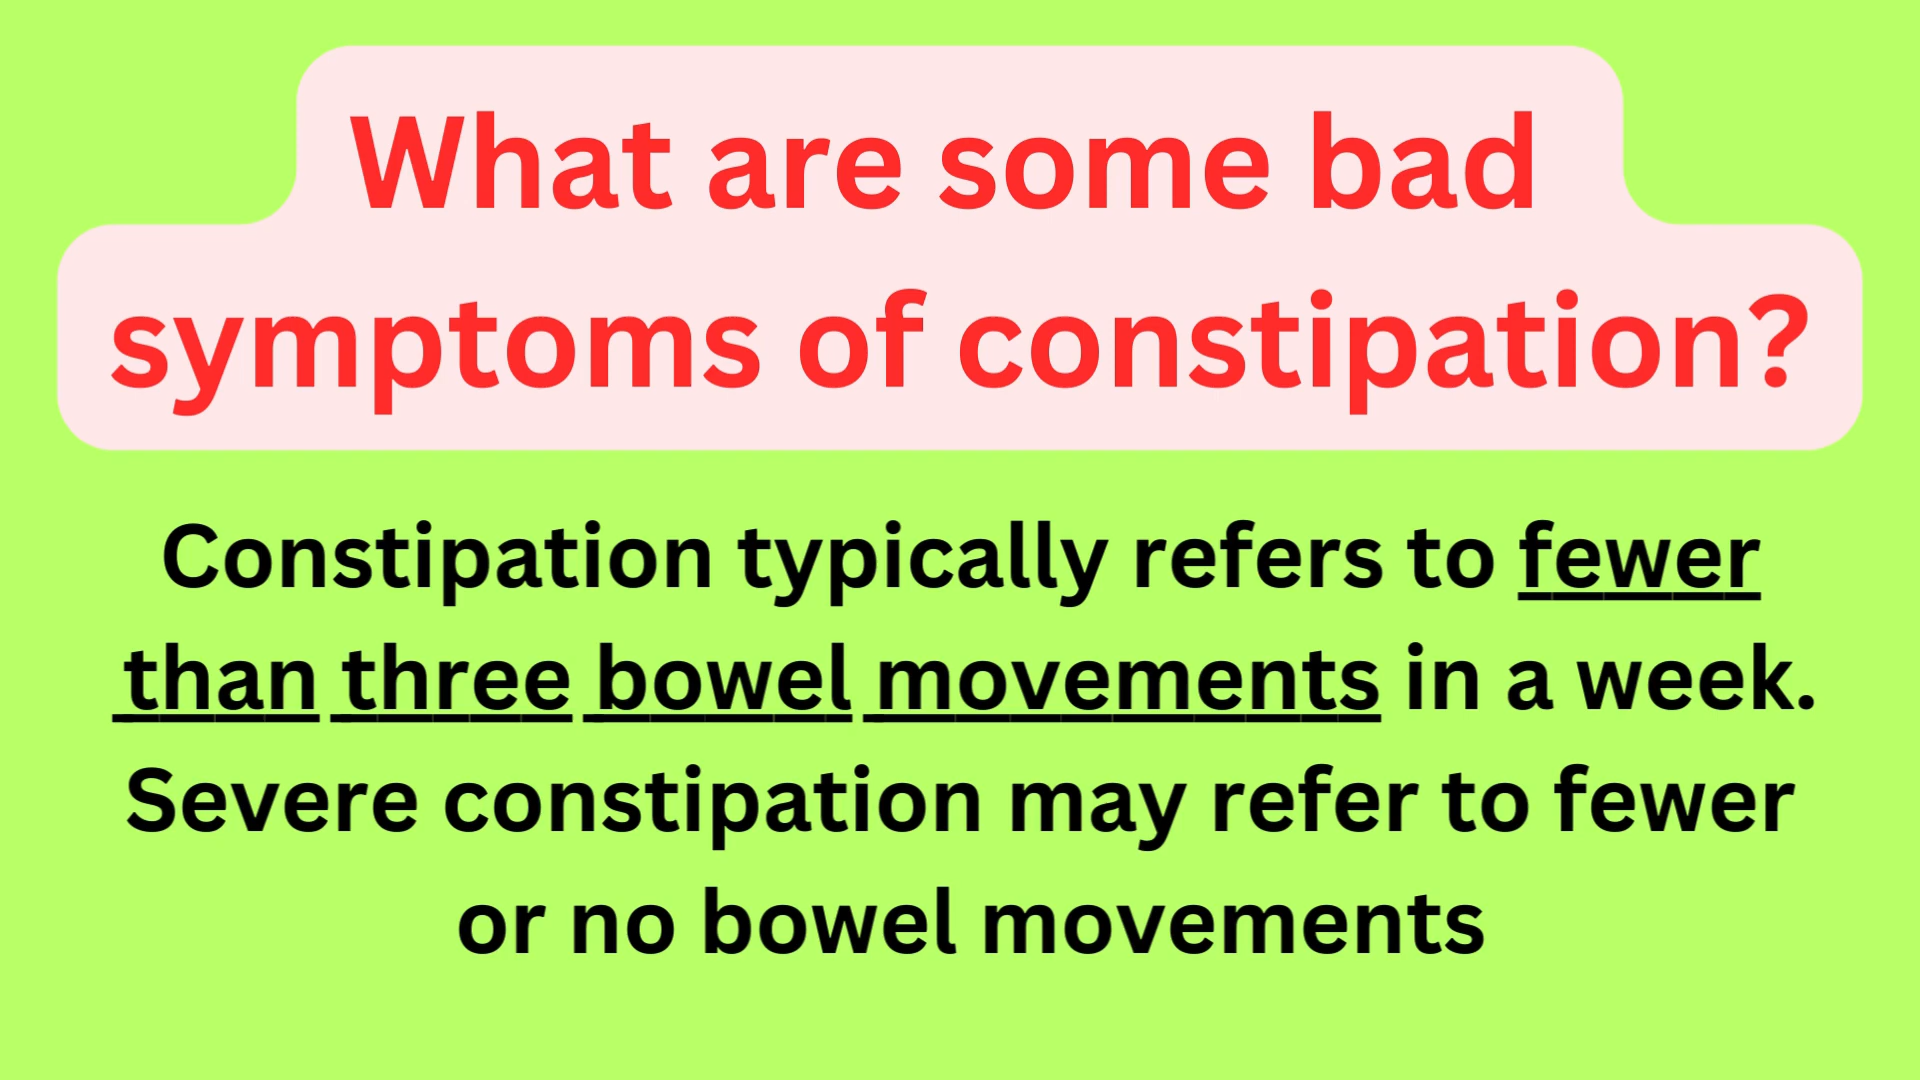 What are some bad
symptoms of constipation?
Constipation typically refers to fewer
than three bowel movements in a week.
Severe constipation may refer to fewer
or no bowel movements